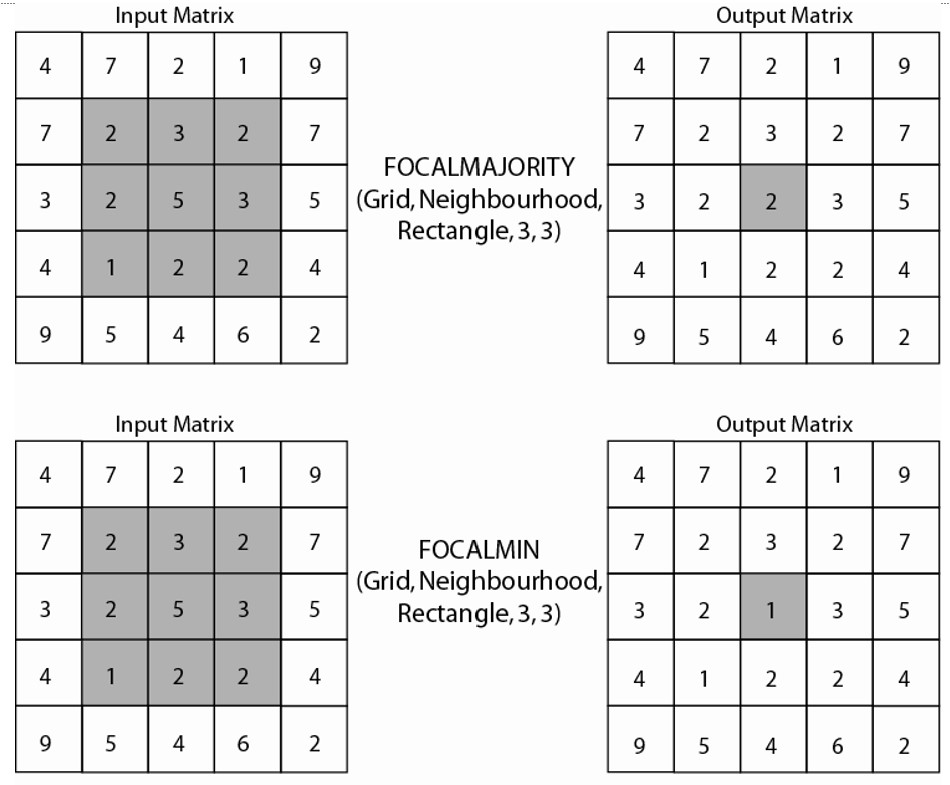 Input Matrix
4 7 2 1 9
7 2 3 2 7
3 2 5 3 5
4 1 2 2 4
9 5 4 6 2
FOCALMAJORITY
(Grid, Neighbourhood,
Rectangle, 3, 3)
Output Matrix
4 7 2 1 9
7 2 3 2 7
3 2 2 3 5
4 1 2 2 4
9 5 4 6 2
Input Matrix
4 7 2 1 9
7 2 3 2 7
3 2 5 3 5
4 1 2 2 4
9 5 4 6 2
FOCALMIN
(Grid, Neighbourhood,
Rectangle, 3, 3)
Output Matrix
4 7 2 1 9
7 2 3 2 7
3 2 1 3 5
4 1 2 2 4
9 5 4 6 2